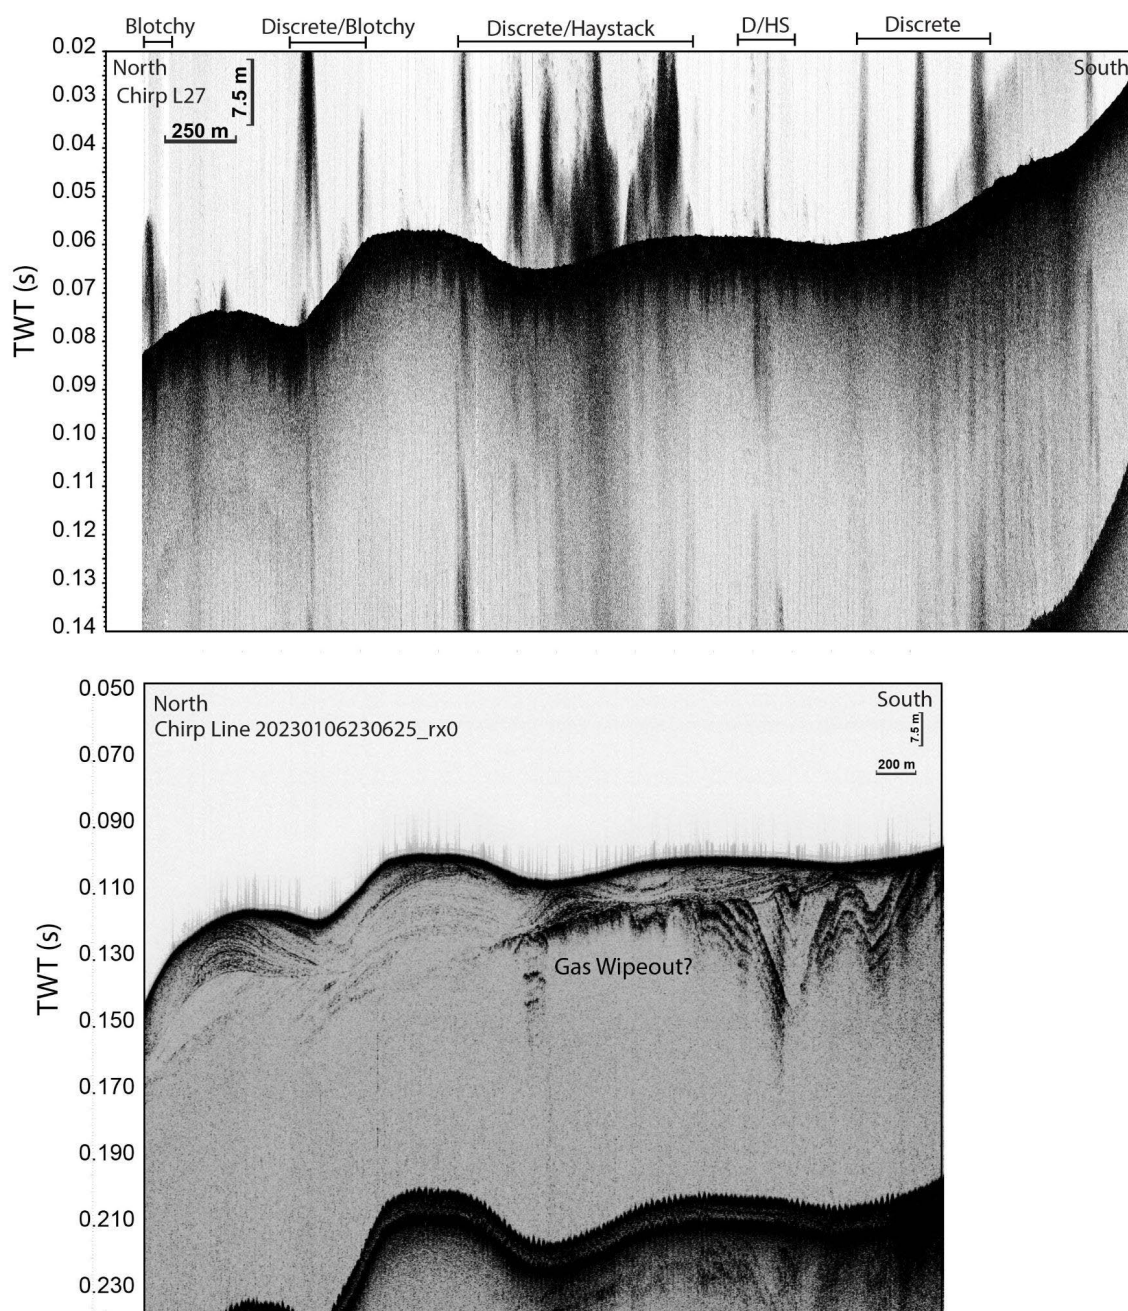 Blotchy
Discrete/Blotchy
Discrete/Haystack
D/HS
Discrete
0.02
0.03
0.04
0.05
0.06
0.07
0.08
0.09
0.10
0.11
0.12
0.13
0.14
TWT (s)
North
Chirp L27
7.5 m
250 m
South
0.050
0.070
0.090
0.110
0.130
0.150
0.170
0.190
0.210
0.230
TWT (s)
North
Chirp Line 20230106230625_rx0
South
7.5 m
200 m
Gas Wipeout?